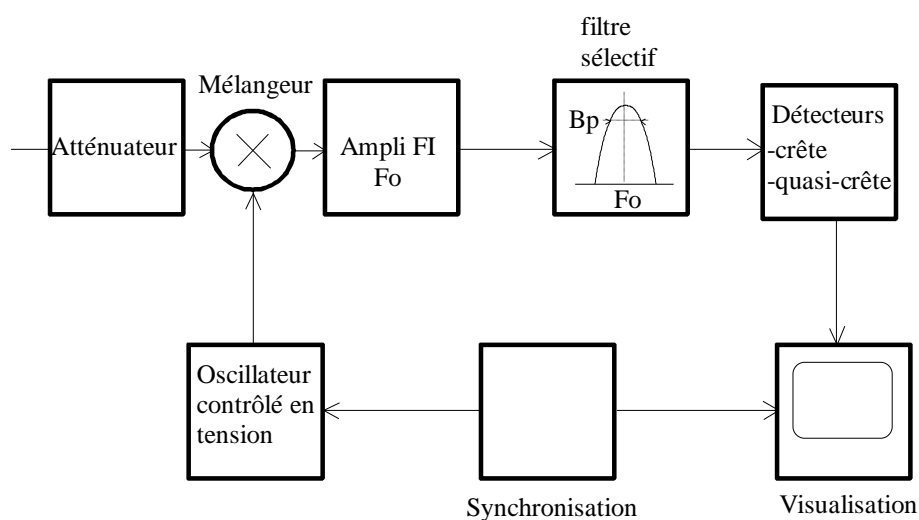 filtre
sélectif
Mélangeur
Atténuateur
Ampli FI
Fo
Bp
Fo
Détecteurs
-crête
-quasi-crête
Oscillateur
contrôlé en
tension
Synchronisation
Visualisation